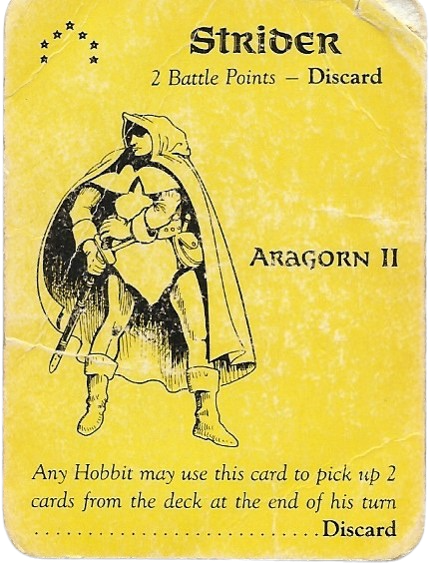 Strider
2 Battle Points – Discard
Aragorn II
Any Hobbit may use this card to pick up 2
cards from the deck at the end of his turn
. . . . . . . . . . . . . . . . . . . . . . . . . . . Discard